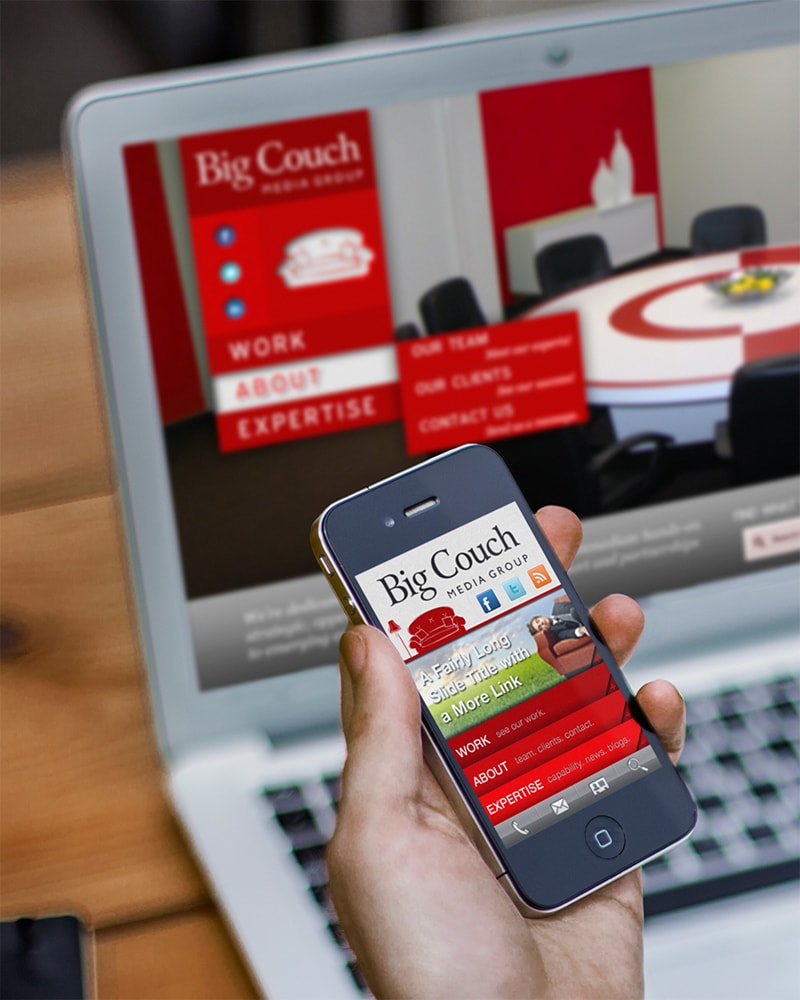 Big Couch
MEDIA GROUP
WORK
ABOUT
EXPERTISE
OUR TEAM
Meet our experts!
OUR CLIENTS
See our success!
CONTACT US
Send us a message.
Big Couch
MEDIA GROUP
A Fairly Long
Slide Title with
a More Link
WORK see our work.
ABOUT team. clients. contact.
EXPERTISE capability. news. blogs.